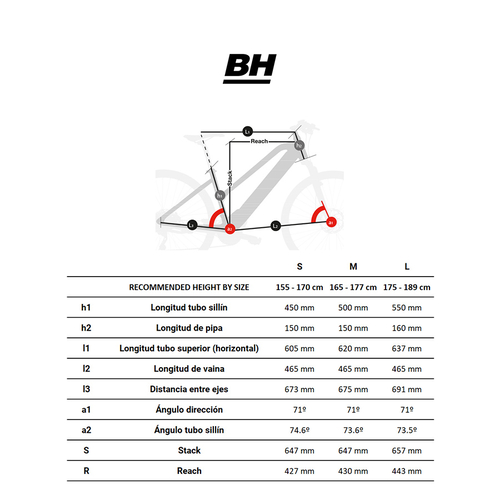 BH
L1
Reach
h2
Stack
h1
L3
a2
L2
a1
S M L
RECOMMENDED HEIGHT BY SIZE 155 - 170 cm 165 - 177 cm 175 - 189 cm
h1 Longitud tubo sillín 450 mm 500 mm 550 mm
h2 Longitud de pipa 150 mm 150 mm 160 mm
l1 Longitud tubo superior (horizontal) 605 mm 620 mm 637 mm
l2 Longitud de vaina 465 mm 465 mm 465 mm
l3 Distancia entre ejes 673 mm 675 mm 691 mm
a1 Ángulo dirección 71º 71º 71º
a2 Ángulo tubo sillín 74.6º 73.6º 73.5º
S Stack 647 mm 647 mm 657 mm
R Reach 427 mm 430 mm 443 mm